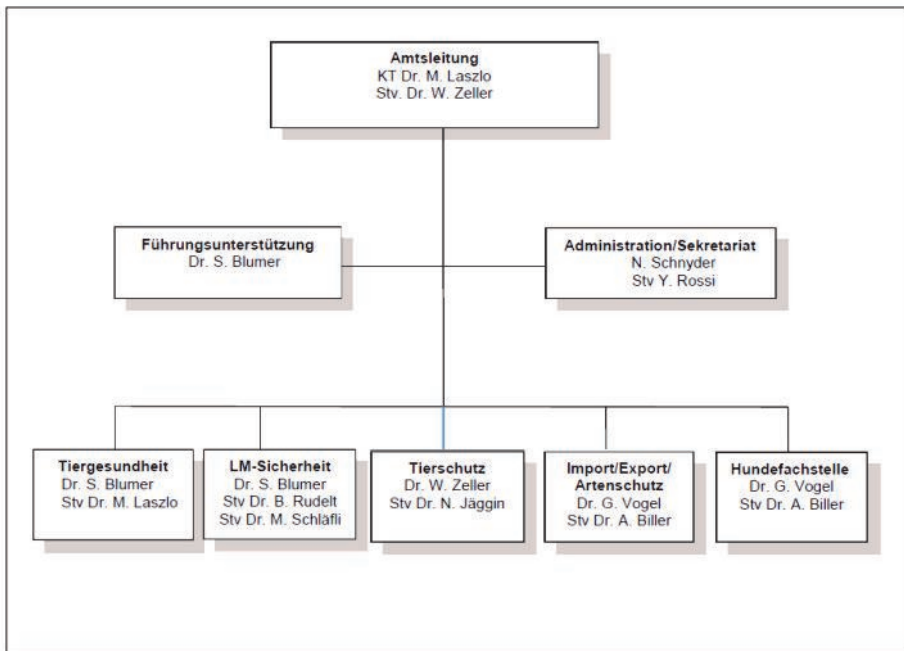 Amtsleitung
KT Dr. M. Laszlo
Stv. Dr. W. Zeller
Führungsunterstützung
Dr. S. Blumer
Administration/Sekretariat
N. Schnyder
Stv Y. Rossi
Tiergesundheit
Dr. S. Blumer
Stv Dr. M. Laszlo
LM-Sicherheit
Dr. S. Blumer
Stv Dr. B. Rudelt
Stv Dr. M. Schläfli
Tierschutz
Dr. W. Zeller
Stv Dr. N. Jäggin
Import/Export/
Artenschutz
Dr. G. Vogel
Stv Dr. A. Biller
Hundefachstelle
Dr. G. Vogel
Stv Dr. A. Biller